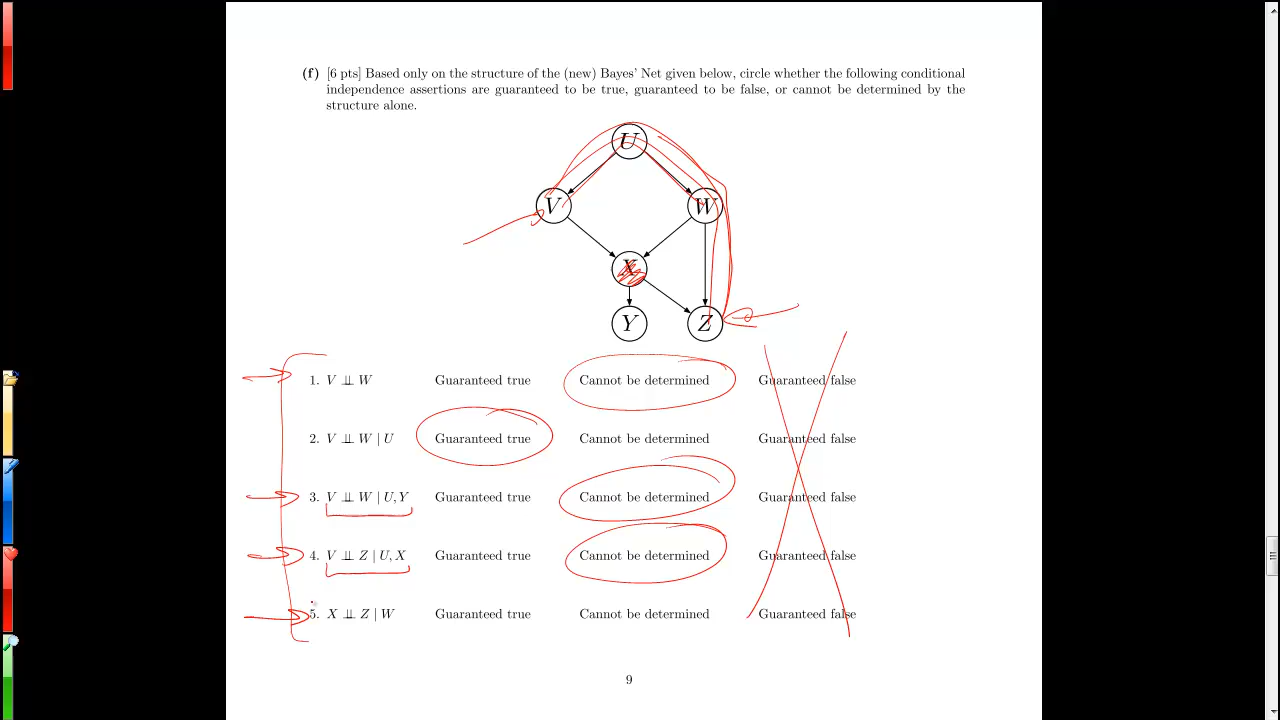 (f) [6 pts] Based only on the structure of the (new) Bayes' Net given below, circle whether the following conditional
independence assertions are guaranteed to be true, guaranteed to be false, or cannot be determined by the
structure alone.
U
V W
X
Y Z
1. V ⫫ W Guaranteed true Cannot be determined Guaranteed false
2. V ⫫ W | U Guaranteed true Cannot be determined Guaranteed false
3. V ⫫ W | U, Y Guaranteed true Cannot be determined Guaranteed false
4. V ⫫ Z | U, X Guaranteed true Cannot be determined Guaranteed false
5. X ⫫ Z | W Guaranteed true Cannot be determined Guaranteed false
9